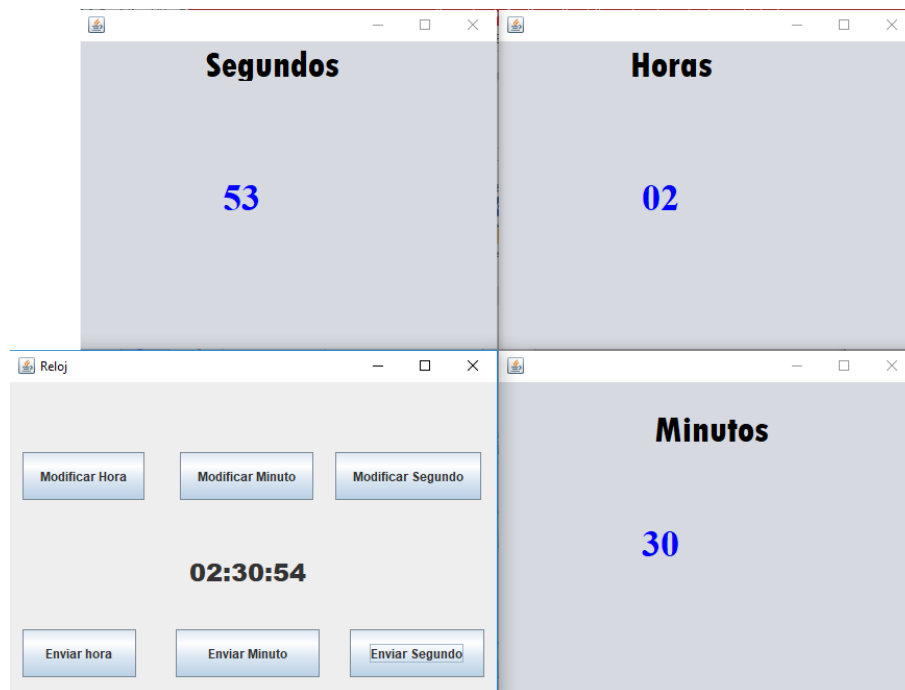 Segundos
53
Horas
02
Reloj
Modificar Hora
Modificar Minuto
Modificar Segundo
02:30:54
Enviar hora
Enviar Minuto
Enviar Segundo
Minutos
30